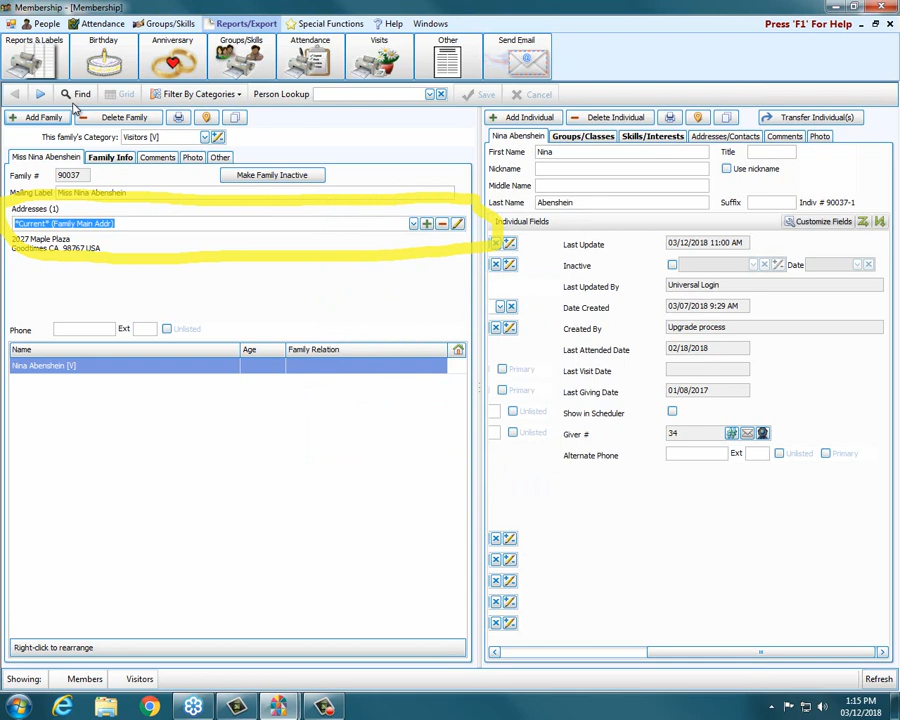 Membership - [Membership]
People Attendance Groups/Skills Reports/Export Special Functions Help Windows Press 'F1' For Help
Reports & Labels Birthday Anniversary Groups/Skills Attendance Visits Other Send Email
Find Grid Filter By Categories Person Lookup Save Cancel
Add Family Delete Family
This family's Category: Visitors [V]
Miss Nina Abenshein Family Info Comments Photo Other
Family # 90037 Make Family Inactive
Mailing Label Miss Nina Abenshein
Addresses (1)
*Current* (Family Main Addr)
2027 Maple Plaza
Goodtimes CA 98767 USA
Phone Ext Unlisted
Name Age Family Relation
Nina Abenshein [V]
Right-click to rearrange
Add Individual Delete Individual Transfer Individual(s)
Nina Abenshein Groups/Classes Skills/Interests Addresses/Contacts Comments Photo
First Name Nina Title
Nickname Use nickname
Middle Name
Last Name Abenshein Suffix Indiv # 90037-1
Individual Fields Customize Fields
Last Update 03/12/2018 11:00 AM
Inactive Date
Last Updated By Universal Login
Date Created 03/07/2018 9:29 AM
Created By Upgrade process
Last Attended Date 02/18/2018
Primary Last Visit Date
Primary Last Giving Date 01/08/2017
Unlisted Show in Scheduler
Unlisted Giver # 34
Alternate Phone Ext Unlisted Primary
Showing: Members Visitors Refresh
1:15 PM
03/12/2018